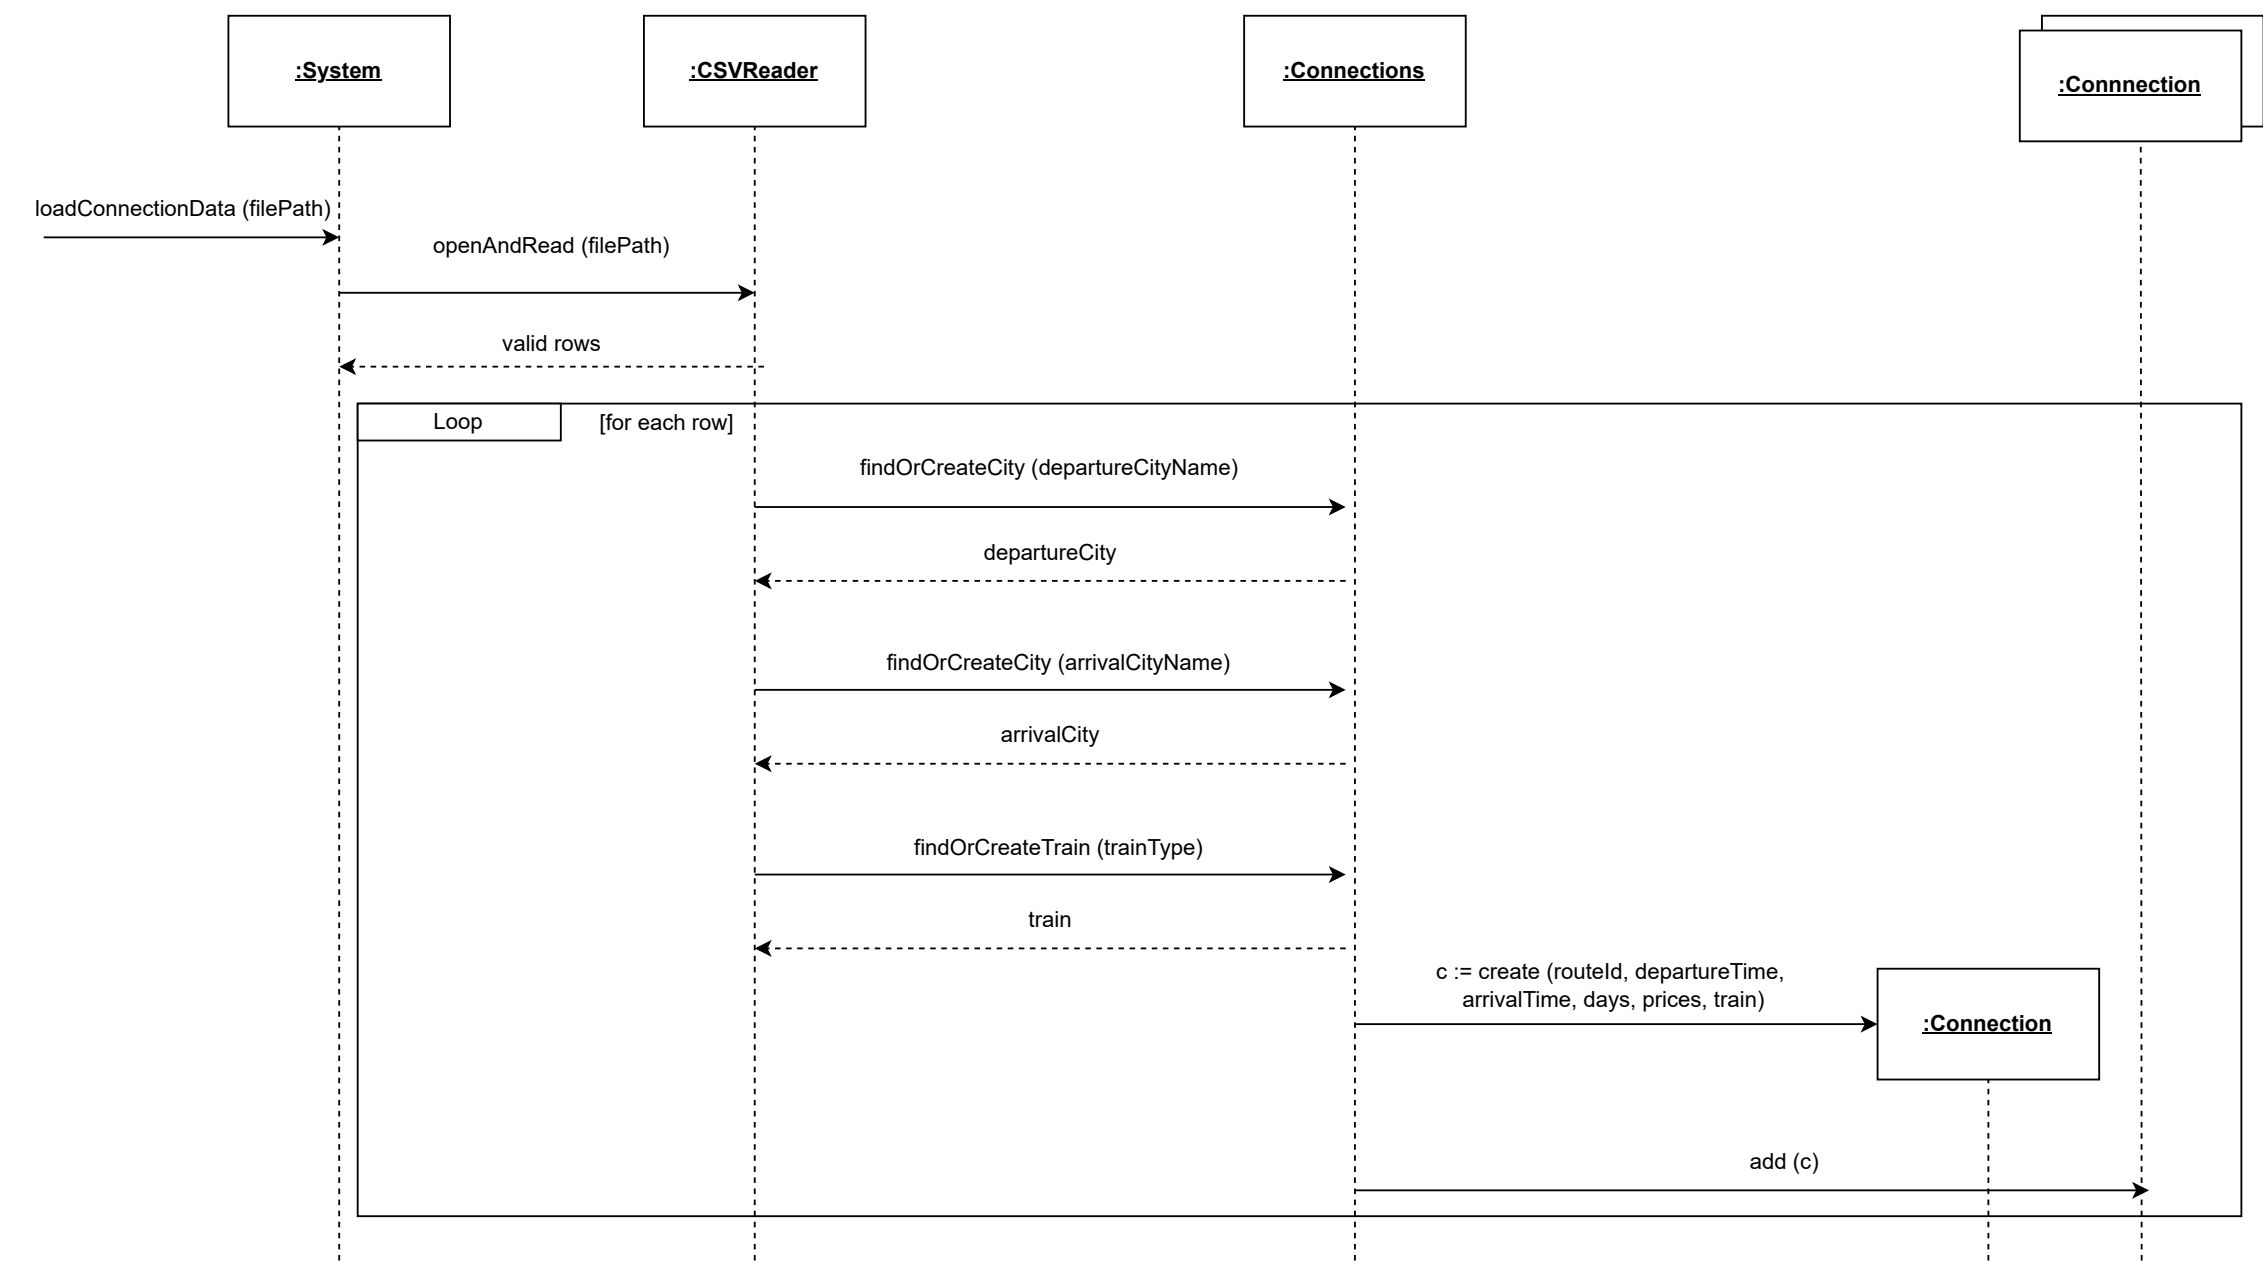 :System
:CSVReader
:Connections
:Connnection
loadConnectionData (filePath)
openAndRead (filePath)
valid rows
Loop
[for each row]
findOrCreateCity (departureCityName)
departureCity
findOrCreateCity (arrivalCityName)
arrivalCity
findOrCreateTrain (trainType)
train
c := create (routeId, departureTime,
arrivalTime, days, prices, train)
:Connection
add (c)